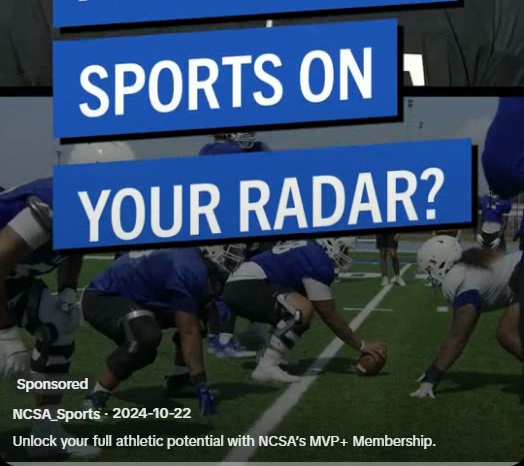 SPORTS ON
YOUR RADAR?
Sponsored
NCSA_Sports · 2024-10-22
Unlock your full athletic potential with NCSA's MVP+ Membership.